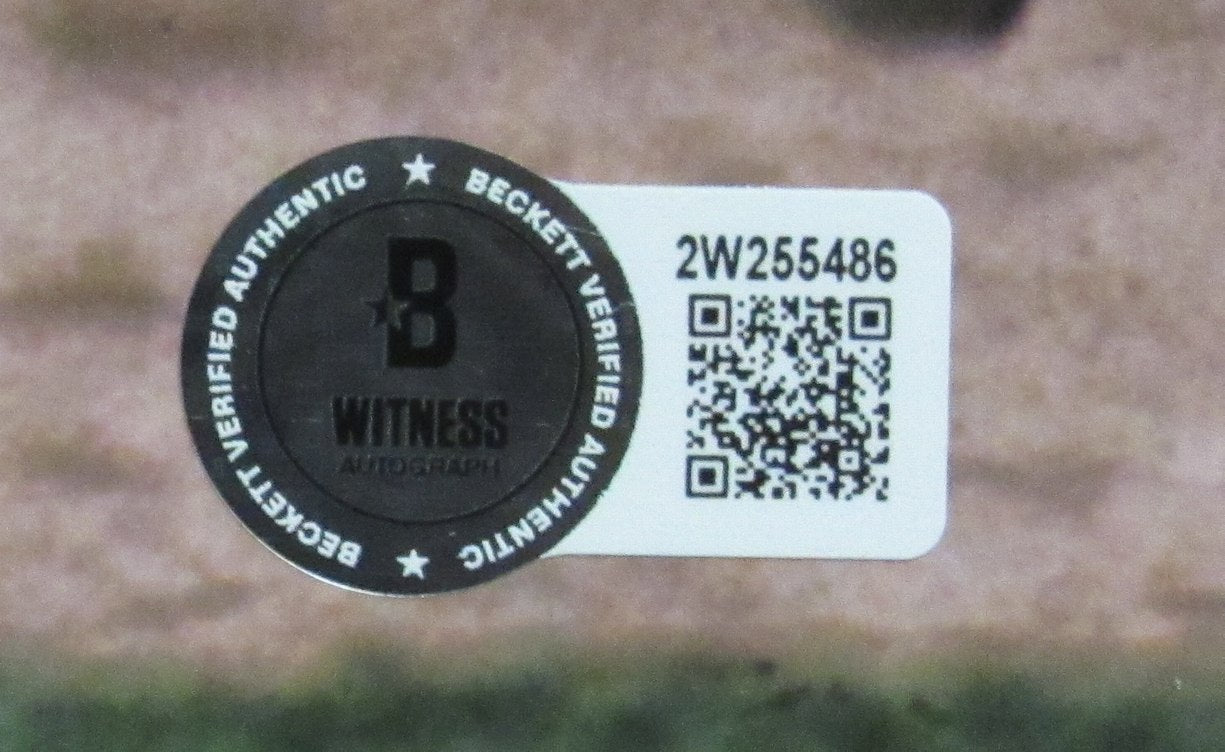 ★ BECKETT VERIFIED AUTHENTIC
★ BECKETT VERIFIED AUTHENTIC
B
WITNESS
AUTOGRAPH
2W255486